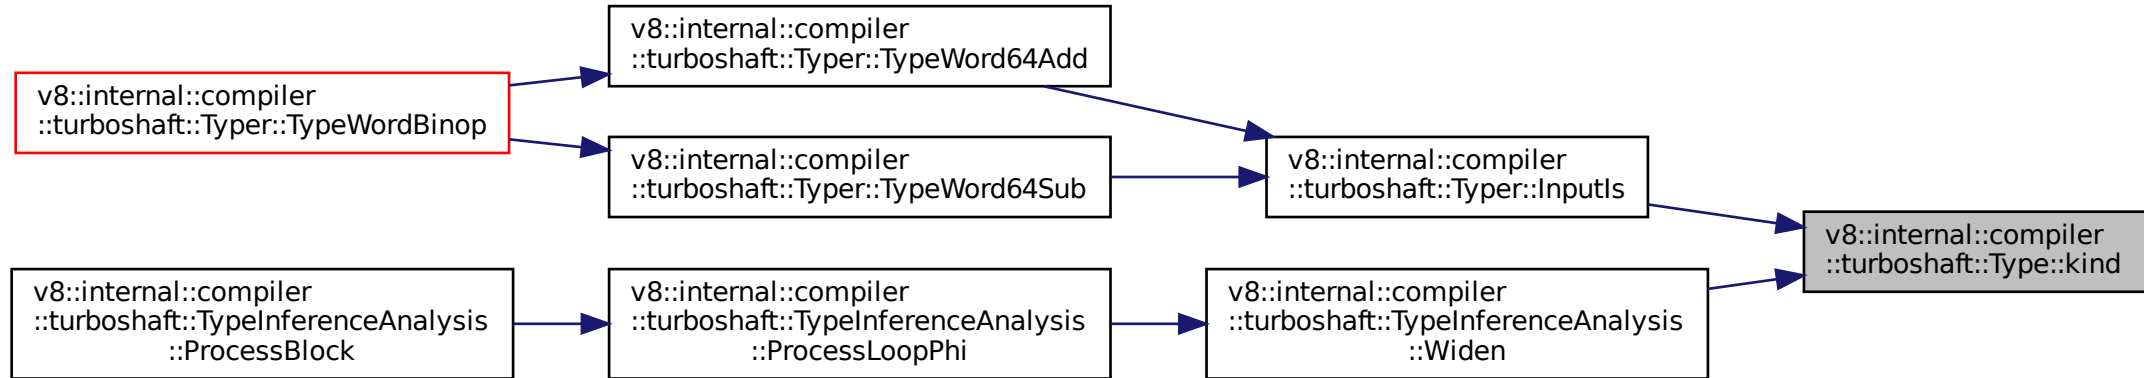 v8::internal::compiler
::turboshaft::Typer::TypeWordBinop
v8::internal::compiler
::turboshaft::Typer::TypeWord64Add
v8::internal::compiler
::turboshaft::Typer::TypeWord64Sub
v8::internal::compiler
::turboshaft::Typer::InputIs
v8::internal::compiler
::turboshaft::Type::kind
v8::internal::compiler
::turboshaft::TypeInferenceAnalysis
::ProcessBlock
v8::internal::compiler
::turboshaft::TypeInferenceAnalysis
::ProcessLoopPhi
v8::internal::compiler
::turboshaft::TypeInferenceAnalysis
::Widen